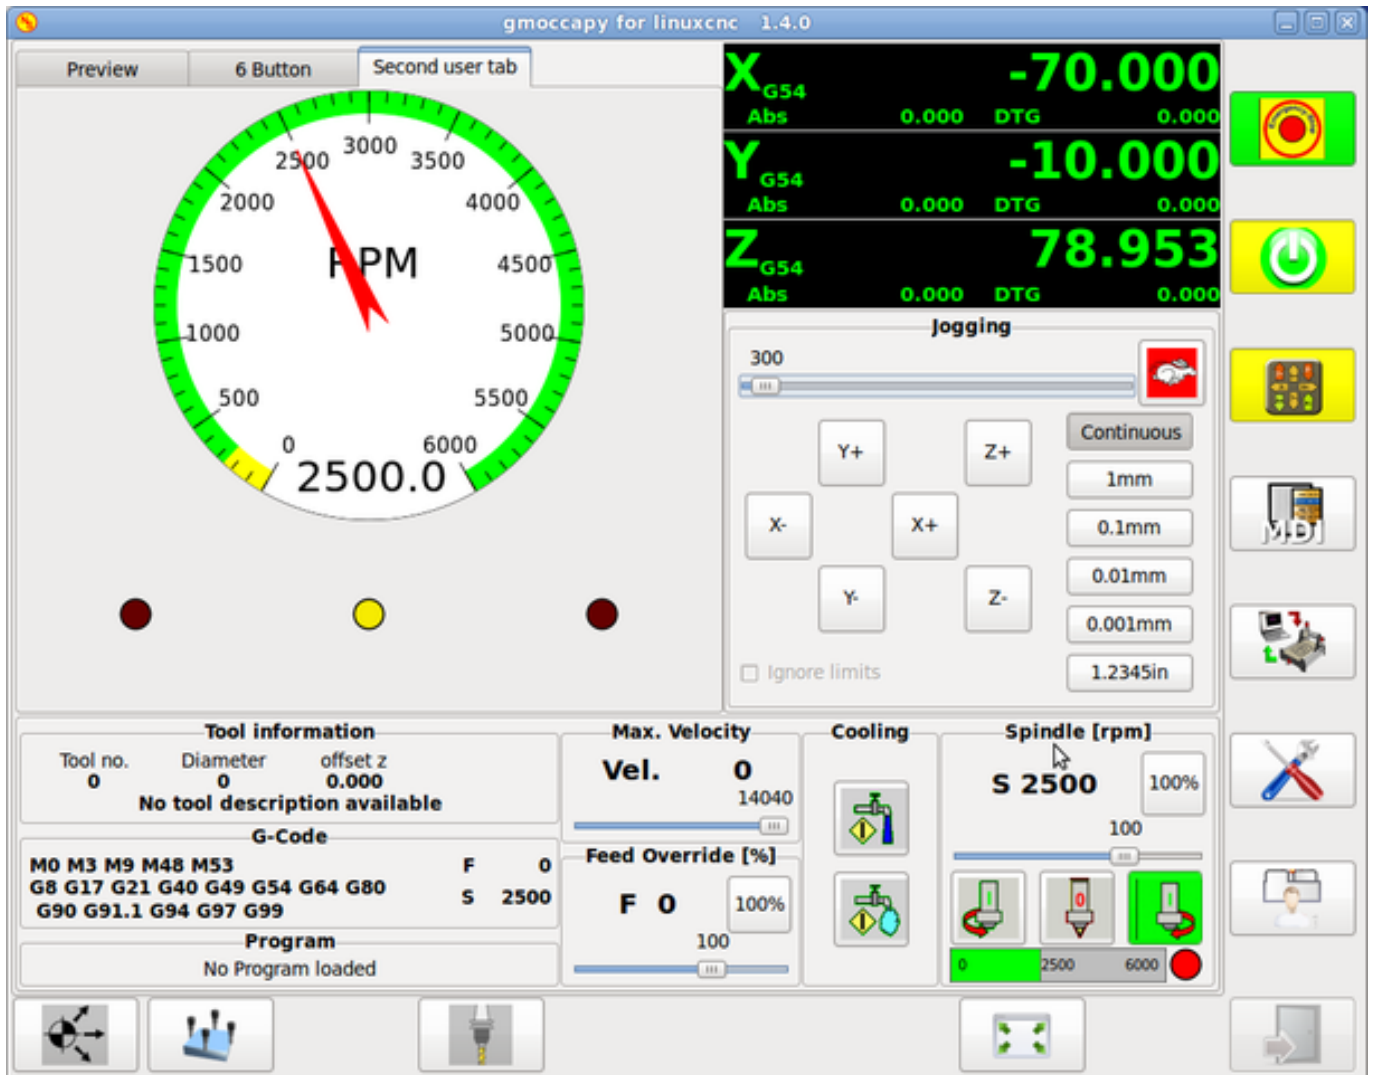 gmoccapy for linuxcnc 1.4.0
Preview 6 Button Second user tab
3000
2500 3500
2000 4000
RPM
1500 4500
1000 5000
500 5500
0 6000
2500.0
X G54 -70.000
Abs 0.000 DTG 0.000
Y G54 -10.000
Abs 0.000 DTG 0.000
Z G54 78.953
Abs 0.000 DTG 0.000
Jogging
300
Continuous
Y+ Z+
1mm
X- X+
0.1mm
0.01mm
Y- Z-
0.001mm
Ignore limits
1.2345in
Emergency Stop
MDI
Tool information
Tool no. Diameter offset z
0 0 0.000
No tool description available
G-Code
M0 M3 M9 M48 M53
G8 G17 G21 G40 G49 G54 G64 G80
G90 G91.1 G94 G97 G99
F 0
S 2500
Program
No Program loaded
Max. Velocity
Vel. 0
14040
Feed Override [%]
F 0 100%
100
Cooling
Spindle [rpm]
S 2500 100%
100
1 0 1
0 2500 6000